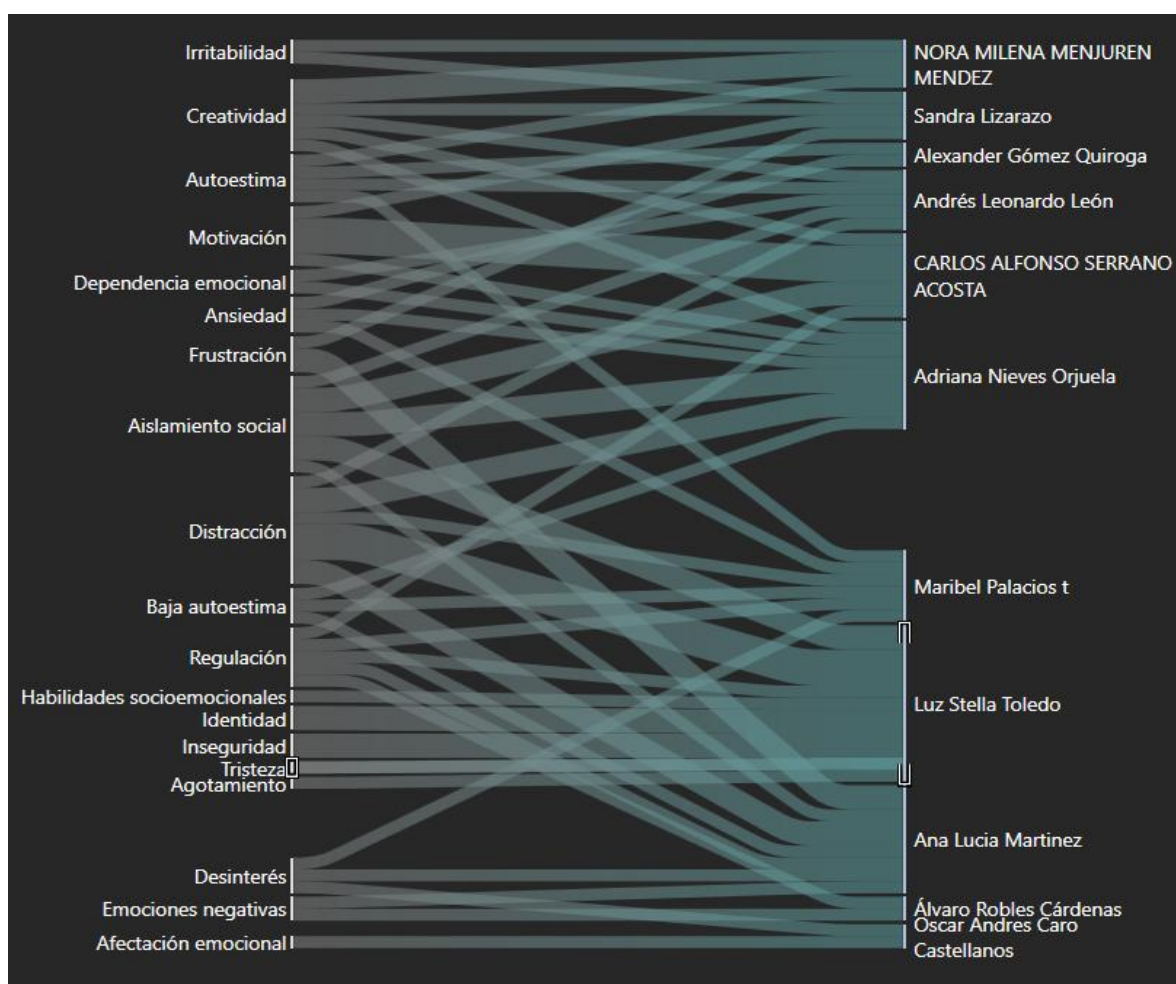 Irritabilidad
Creatividad
Autoestima
Motivación
Dependencia emocional
Ansiedad
Frustración
Aislamiento social
Distracción
Baja autoestima
Regulación
Habilidades socioemocionales
Identidad
Inseguridad
Tristeza
Agotamiento
Desinterés
Emociones negativas
Afectación emocional
NORA MILENA MENJUREN
MENDEZ
Sandra Lizarazo
Alexander Gómez Quiroga
Andrés Leonardo León
CARLOS ALFONSO SERRANO
ACOSTA
Adriana Nieves Orjuela
Maribel Palacios t
Luz Stella Toledo
Ana Lucia Martinez
Álvaro Robles Cárdenas
Oscar Andres Caro
Castellanos